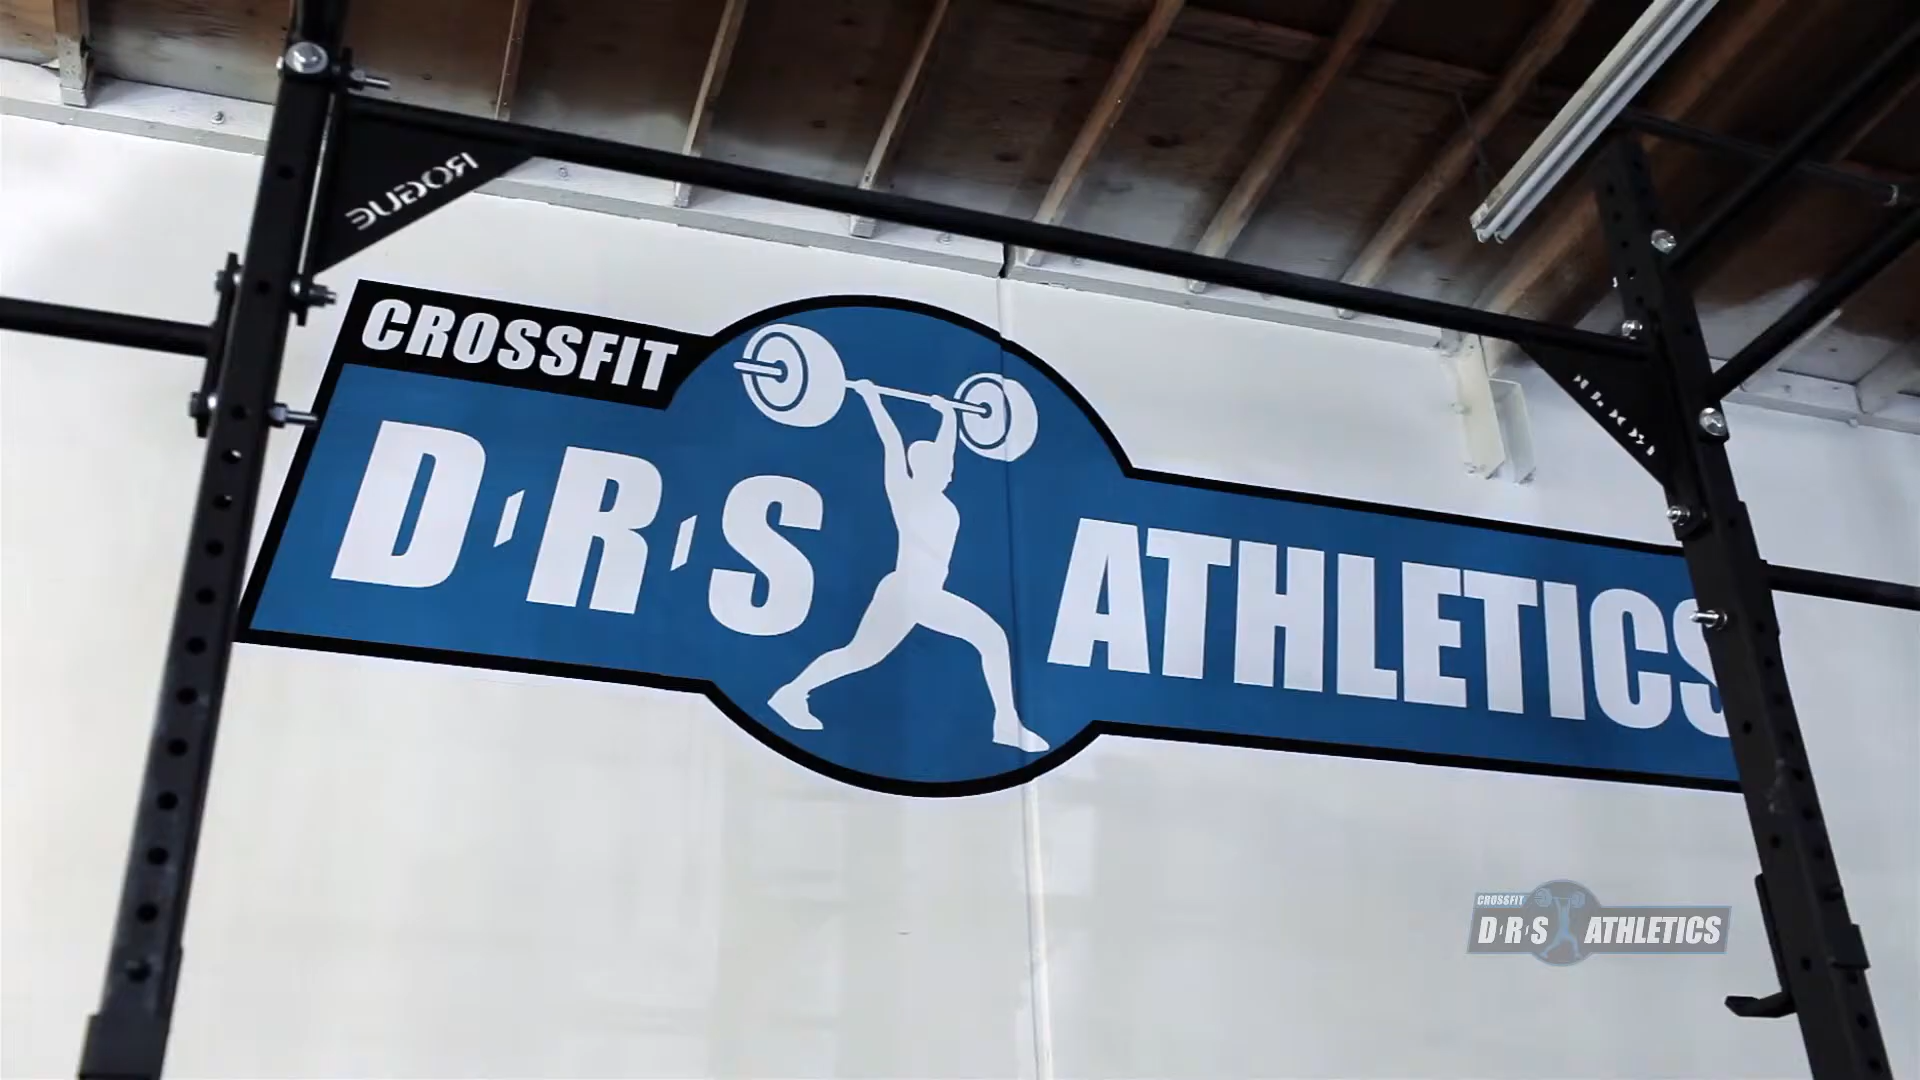 ROGUE
CROSSFIT
D'R'S ATHLETICS
CROSSFIT
D'R'S ATHLETICS